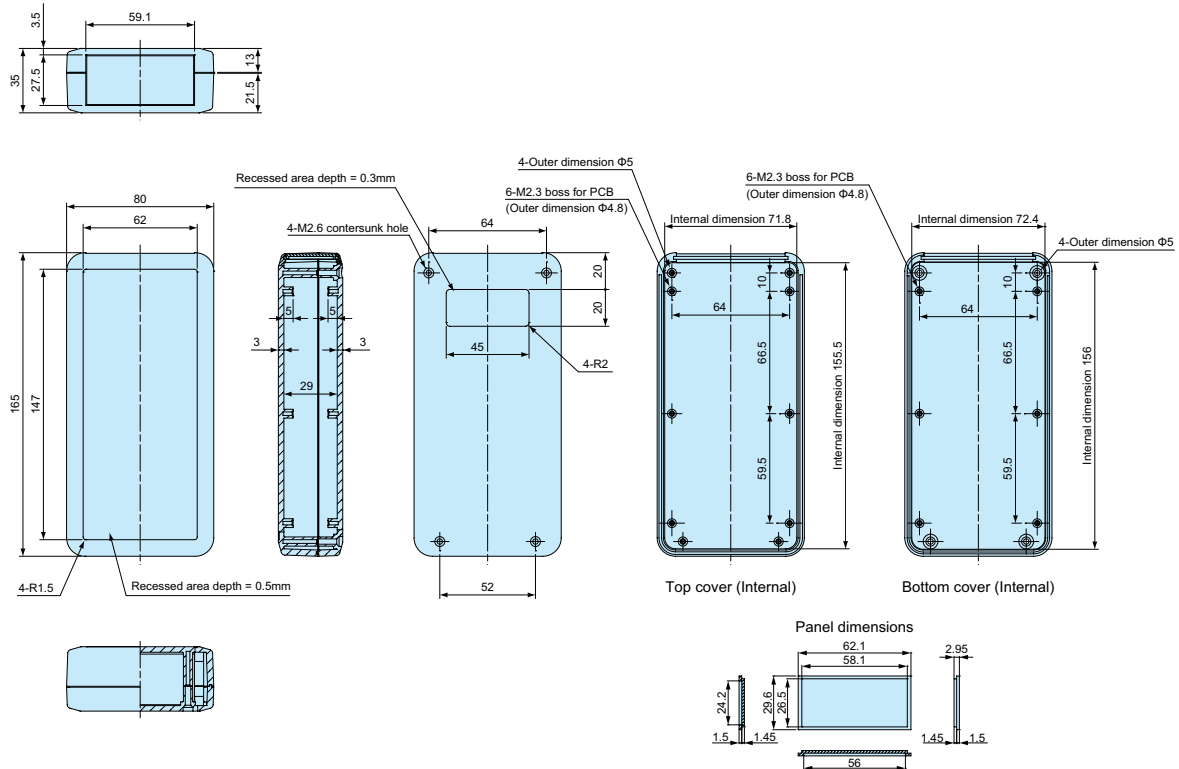 59.1
3.5
35
27.5
13
21.5
4-Outer dimension Φ5
Recessed area depth = 0.3mm
6-M2.3 boss for PCB
(Outer dimension Φ4.8)
6-M2.3 boss for PCB
(Outer dimension Φ4.8)
80
62
4-M2.6 contersunk hole
64
Internal dimension 71.8
Internal dimension 72.4
4-Outer dimension Φ5
20
20
10
10
5
5
64
64
3
3
45
4-R2
66.5
66.5
165
147
29
Internal dimension 155.5
Internal dimension 156
59.5
59.5
4-R1.5
Recessed area depth = 0.5mm
52
Top cover (Internal)
Bottom cover (Internal)
Panel dimensions
62.1
58.1
2.95
24.2
29.6
26.5
1.5
1.45
1.45
1.5
56